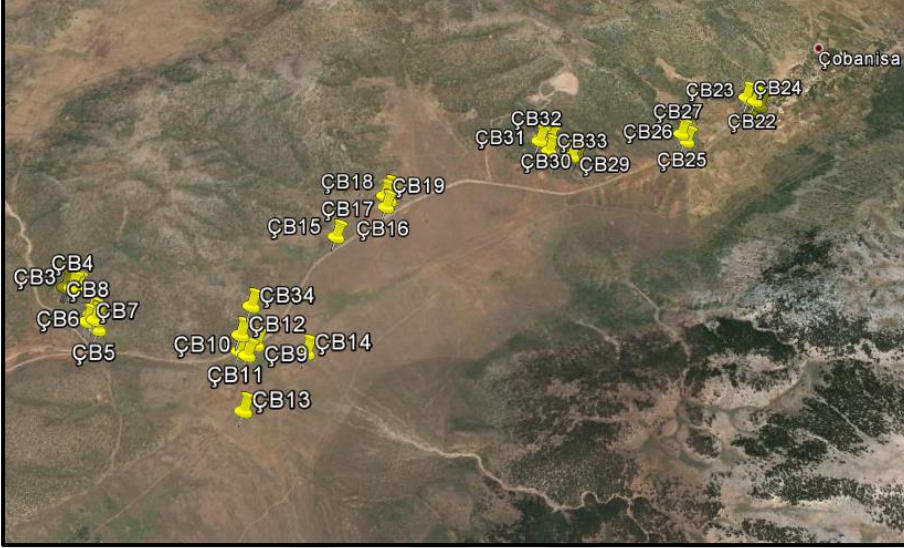 Çobanisa
ÇB23
ÇB24
ÇB22
ÇB27
ÇB26
ÇB25
ÇB32
ÇB31
ÇB33
ÇB30
ÇB29
ÇB18
ÇB19
ÇB17
ÇB15
ÇB16
ÇB4
ÇB3
ÇB8
ÇB34
ÇB7
ÇB6
ÇB5
ÇB12
ÇB10
ÇB9
ÇB14
ÇB11
ÇB13